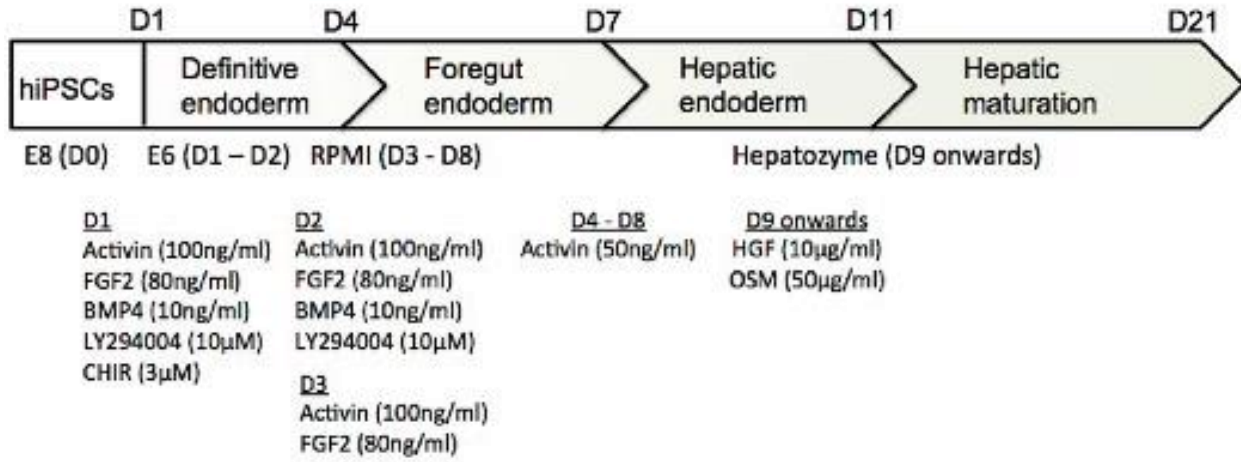 D1 D4 D7 D11 D21
hiPSCs
Definitive
endoderm
Foregut
endoderm
Hepatic
endoderm
Hepatic
maturation
E8 (D0) E6 (D1 – D2) RPMI (D3 - D8) Hepatozyme (D9 onwards)
D1
Activin (100ng/ml)
FGF2 (80ng/ml)
BMP4 (10ng/ml)
LY294004 (10µM)
CHIR (3µM)
D2
Activin (100ng/ml)
FGF2 (80ng/ml)
BMP4 (10ng/ml)
LY294004 (10µM)
D3
Activin (100ng/ml)
FGF2 (80ng/ml)
D4 - D8
Activin (50ng/ml)
D9 onwards
HGF (10µg/ml)
OSM (50µg/ml)